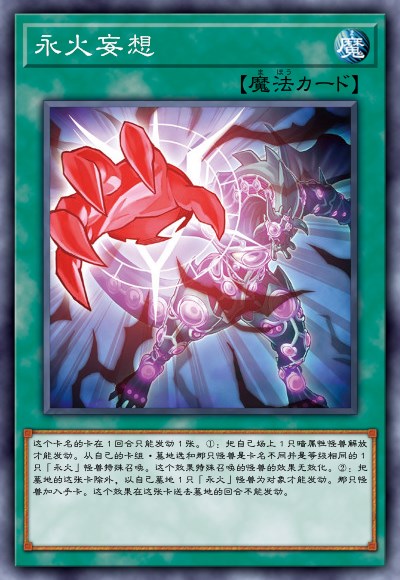 永火妄想
魔
【魔法カード】
まほう
这个卡名的卡在1回合只能发动1张。①：把自己场上1只暗属性怪兽解放
才能发动。从自己的卡组·墓地选和那只怪兽是卡名不同并是等级相同的1
只「永火」怪兽特殊召唤。这个效果特殊召唤的怪兽的效果无效化。②：把
墓地的这张卡除外，以自己墓地1只「永火」怪兽为对象才能发动。那只怪
兽加入手卡。这个效果在这张卡送去墓地的回合不能发动。